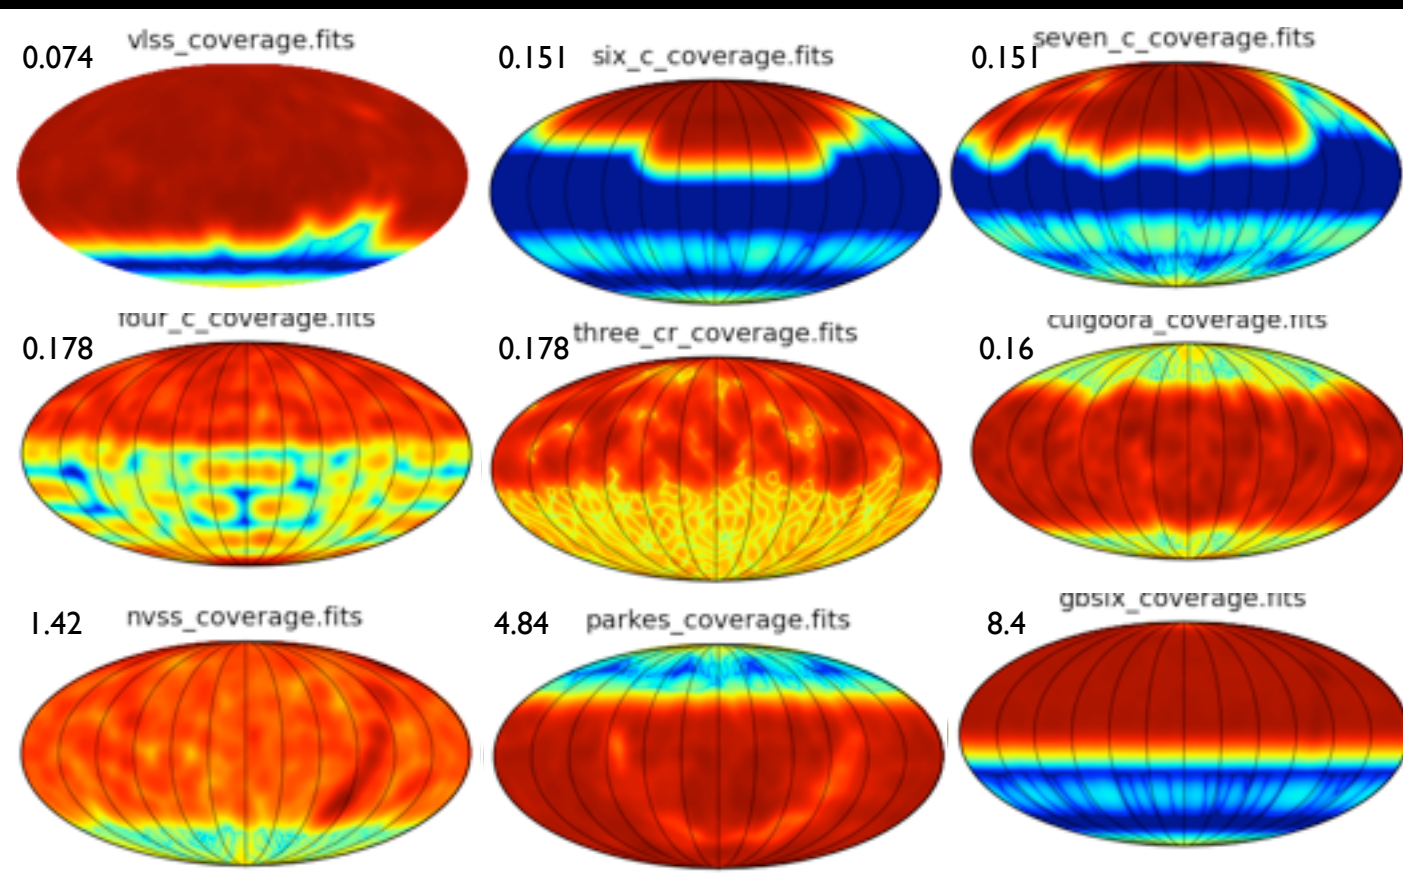 0.074 vlss_coverage.fits
0.151 six_c_coverage.fits
0.151 seven_c_coverage.fits
0.178 four_c_coverage.fits
0.178 three_cr_coverage.fits
0.16 culgoora_coverage.fits
1.42 nvss_coverage.fits
4.84 parkes_coverage.fits
8.4 gbsix_coverage.fits